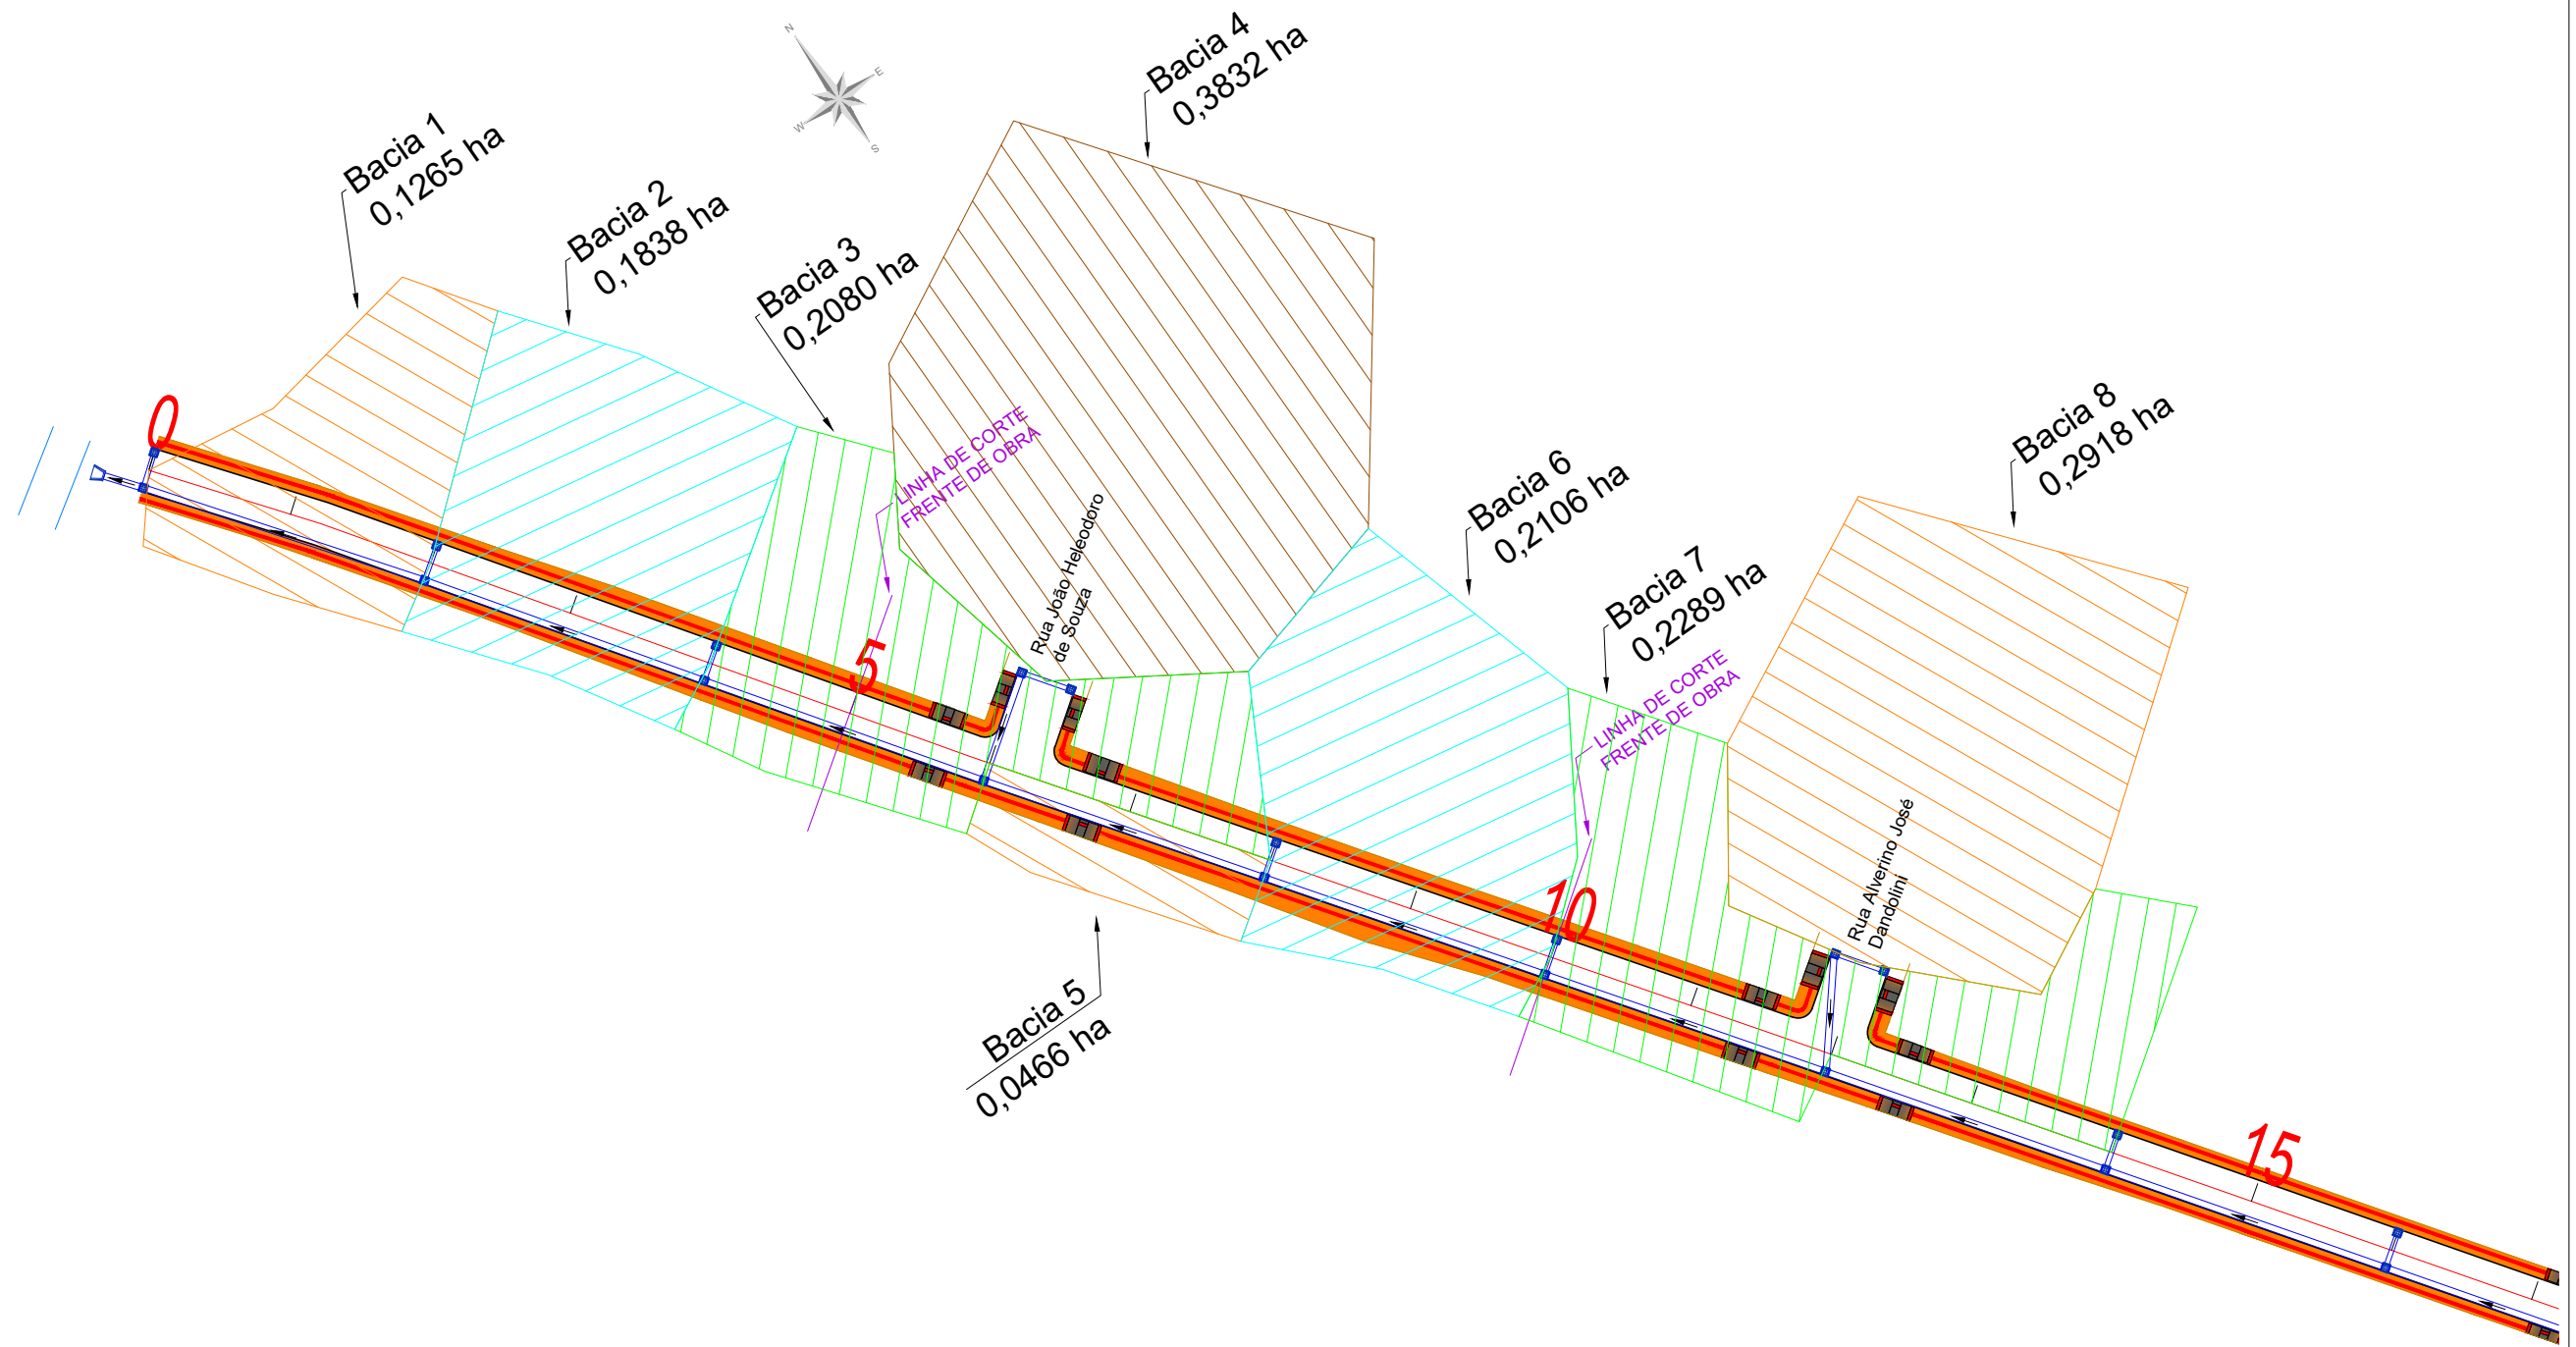 N
E
W
S
Bacia 1
0,1265 ha
Bacia 2
0,1838 ha
Bacia 3
0,2080 ha
Bacia 4
0,3832 ha
LINHA DE CORTE
FRENTE DE OBRA
Rua João Heleodoro
de Souza
Bacia 5
0,0466 ha
Bacia 6
0,2106 ha
Bacia 7
0,2289 ha
LINHA DE CORTE
FRENTE DE OBRA
Bacia 8
0,2918 ha
Rua Alverino José
Dandolini
0
5
10
15